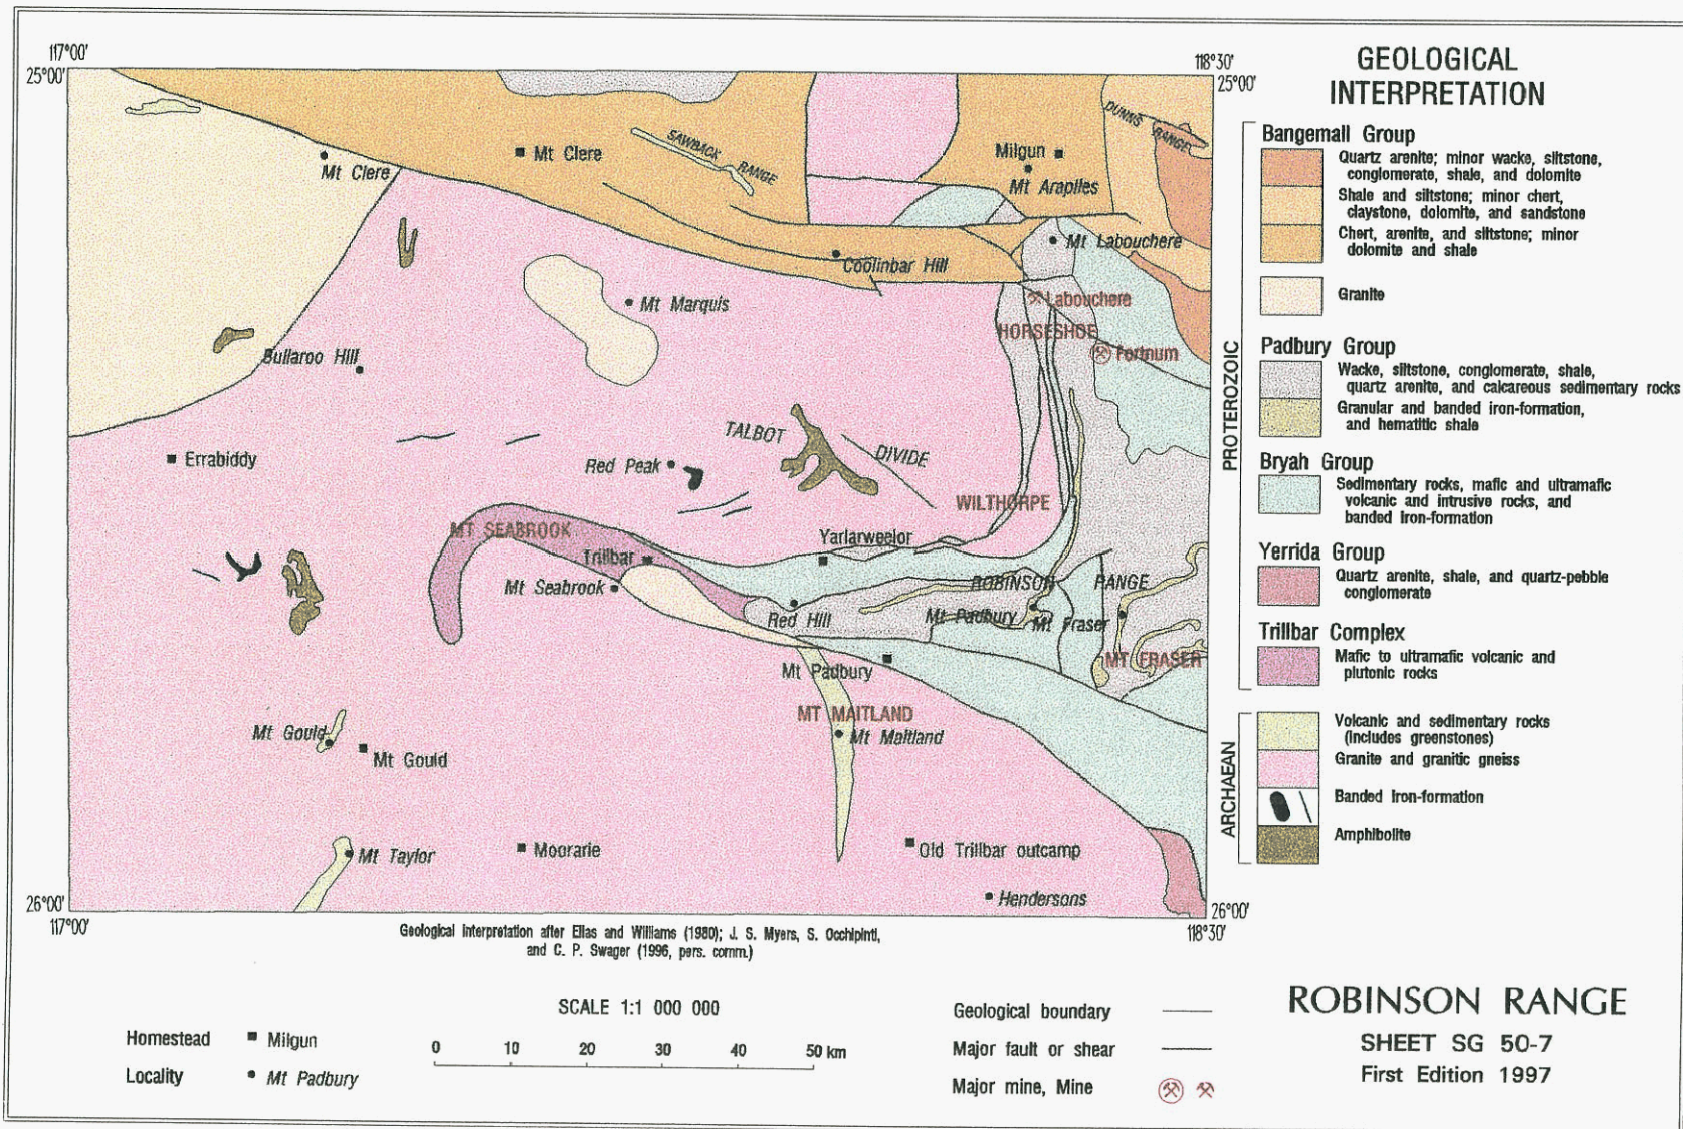 117°00'
25°00'
118°30'
25°00'
Mt Clere
Mt Clere
SAWBACK RANGE
Milgun
Mt Arapiles
DUNNS RANGE
Mt Labouchere
Coolinbar Hill
Mt Marquis
Labouchere
HORSESHOE
Fortnum
Bullaroo Hill
TALBOT DIVIDE
Errabiddy
Red Peak
WILTHORPE
MT SEABROOK
Yarlarweelor
Trillbar
Mt Seabrook
ROBINSON RANGE
Red Hill
Mt Padbury
Mt Fraser
MT FRASER
Mt Padbury
MT MAITLAND
Mt Maitland
Mt Gould
Mt Gould
Mt Taylor
Moorarie
Old Trillbar outcamp
Hendersons
26°00'
117°00'
26°00'
118°30'
Geological interpretation after Elias and Williams (1980); J. S. Myers, S. Occhipinti,
and C. P. Swager (1996, pers. comm.)
GEOLOGICAL
INTERPRETATION
Bangemall Group
Quartz arenite; minor wacke, siltstone,
conglomerate, shale, and dolomite
Shale and siltstone; minor chert,
claystone, dolomite, and sandstone
Chert, arenite, and siltstone; minor
dolomite and shale
Granite
PROTEROZOIC
Padbury Group
Wacke, siltstone, conglomerate, shale,
quartz arenite, and calcareous sedimentary rocks
Granular and banded iron-formation,
and hematitic shale
Bryah Group
Sedimentary rocks, mafic and ultramafic
volcanic and intrusive rocks, and
banded iron-formation
Yerrida Group
Quartz arenite, shale, and quartz-pebble
conglomerate
Trillbar Complex
Mafic to ultramafic volcanic and
plutonic rocks
ARCHAEAN
Volcanic and sedimentary rocks
(includes greenstones)
Granite and granitic gneiss
Banded iron-formation
Amphibolite
SCALE 1:1 000 000
0 10 20 30 40 50 km
Homestead Milgun
Locality Mt Padbury
Geological boundary
Major fault or shear
Major mine, Mine
ROBINSON RANGE
SHEET SG 50-7
First Edition 1997